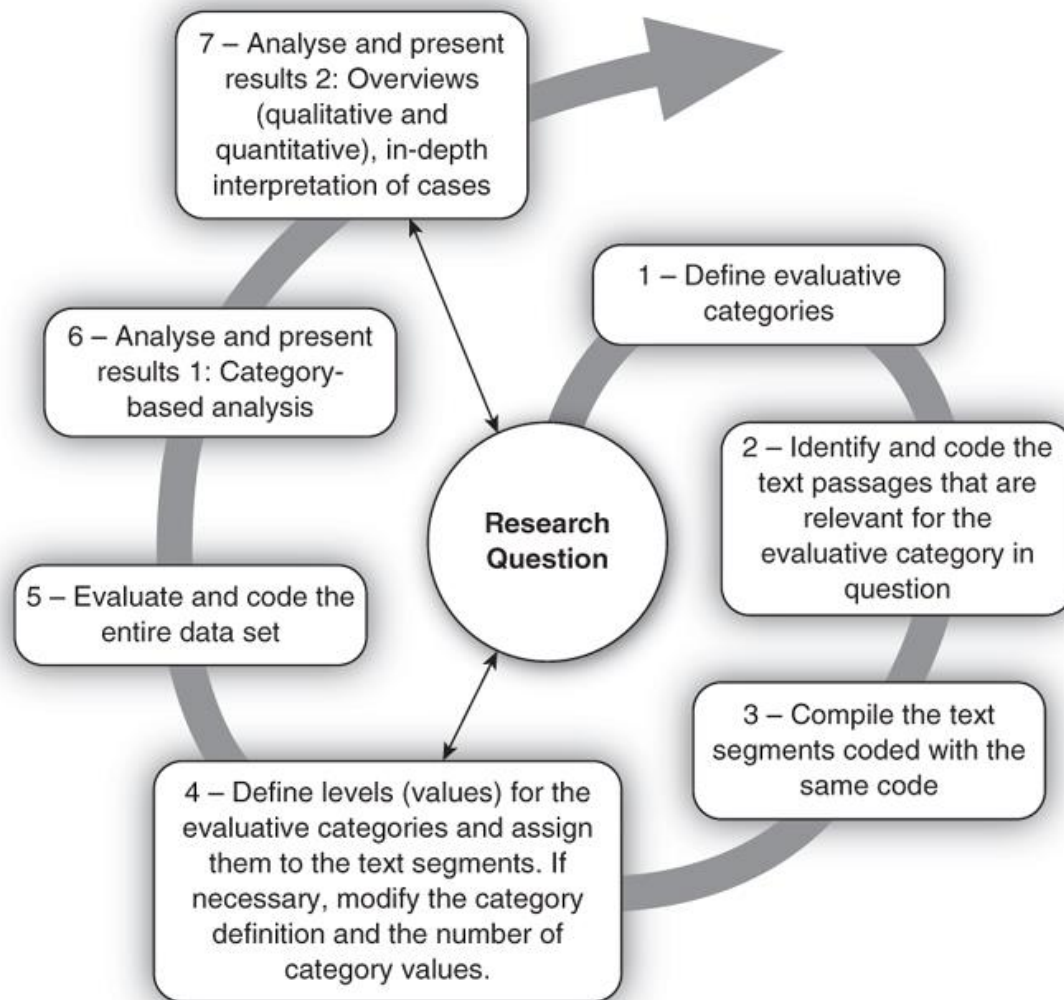 7 – Analyse and present
results 2: Overviews
(qualitative and
quantitative), in-depth
interpretation of cases
1 – Define evaluative
categories
6 – Analyse and present
results 1: Category-
based analysis
2 – Identify and code the
text passages that are
relevant for the
evaluative category in
question
Research
Question
5 – Evaluate and code the
entire data set
3 – Compile the text
segments coded with the
same code
4 – Define levels (values) for the
evaluative categories and assign
them to the text segments. If
necessary, modify the category
definition and the number of
category values.